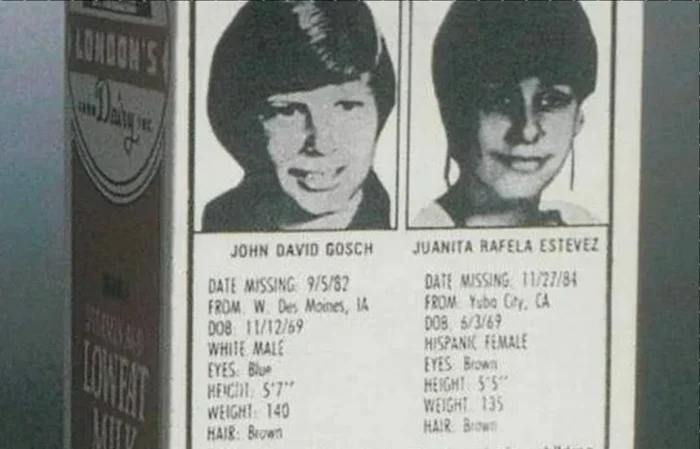 LONDON'S
Dairy INC.
LOWFAT
MILK
JOHN DAVID GOSCH
DATE MISSING: 9/5/82
FROM: W. Des Moines, IA
DOB: 11/12/69
WHITE MALE
EYES: Blue
HEIGHT: 5'7"
WEIGHT: 140
HAIR: Brown
JUANITA RAFELA ESTEVEZ
DATE MISSING: 11/27/84
FROM: Yuba City, CA
DOB: 6/3/69
HISPANIC FEMALE
EYES: Brown
HEIGHT: 5'5"
WEIGHT: 135
HAIR: Brown